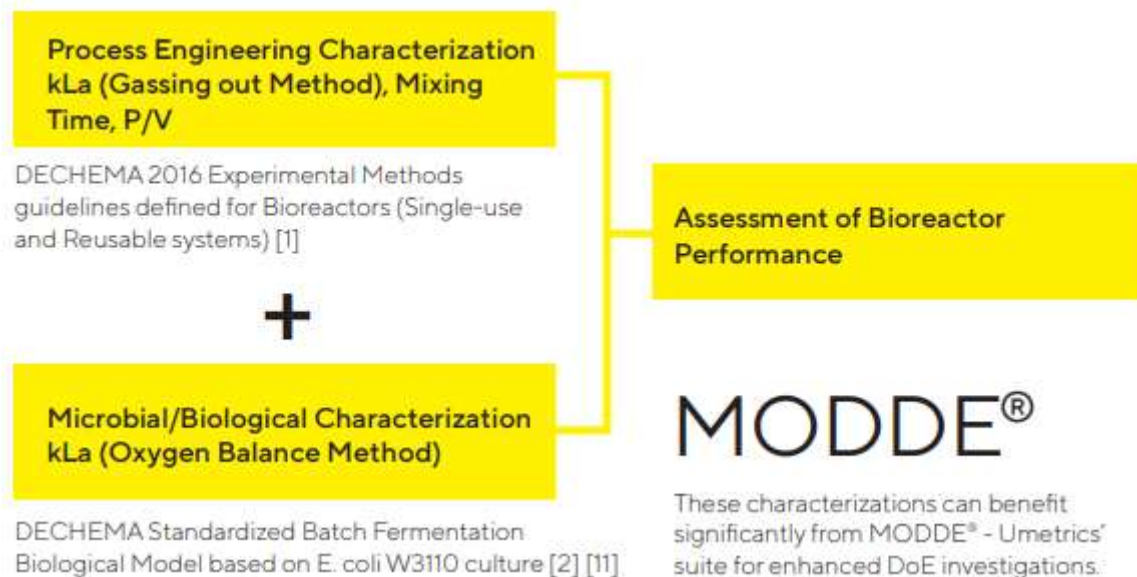 Process Engineering Characterization
kLa (Gassing out Method), Mixing
Time, P/V
DECHEMA 2016 Experimental Methods
guidelines defined for Bioreactors (Single-use
and Reusable systems) [1]
+
Microbial/Biological Characterization
kLa (Oxygen Balance Method)
DECHEMA Standardized Batch Fermentation
Biological Model based on E. coli W3110 culture [2] [11]
Assessment of Bioreactor
Performance
MODDE®
These characterizations can benefit
significantly from MODDE® - Umetrics’
suite for enhanced DoE investigations.